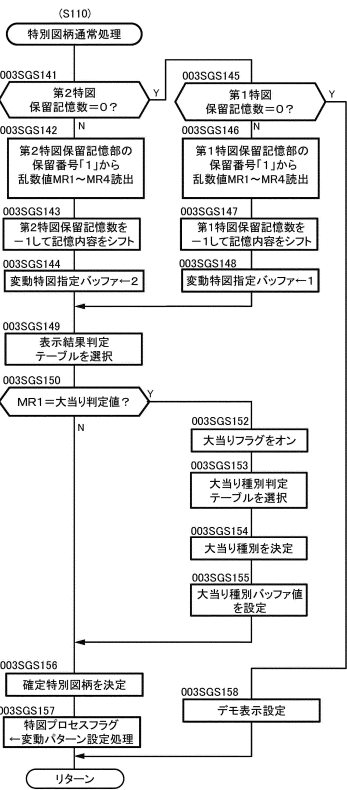 (S110)
特別図柄通常処理
003SGS141
第2特図
保留記憶数=0?
Y
N
003SGS142
第2特図保留記憶部の
保留番号「1」から
乱数値MR1～MR4読出
003SGS143
第2特図保留記憶数を
-1して記憶内容をシフト
003SGS144
変動特図指定バッファ←2
003SGS145
第1特図
保留記憶数=0?
Y
N
003SGS146
第1特図保留記憶部の
保留番号「1」から
乱数値MR1～MR4読出
003SGS147
第1特図保留記憶数を
-1して記憶内容をシフト
003SGS148
変動特図指定バッファ←1
003SGS149
表示結果判定
テーブルを選択
003SGS150
MR1=大当り判定値?
Y
N
003SGS152
大当りフラグをオン
003SGS153
大当り種別判定
テーブルを選択
003SGS154
大当り種別を決定
003SGS155
大当り種別バッファ値
を設定
003SGS156
確定特別図柄を決定
003SGS157
特図プロセスフラグ
←変動パターン設定処理
003SGS158
デモ表示設定
リターン